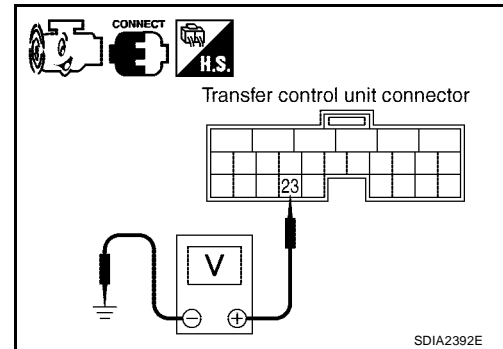 CONNECT
H.S.
Transfer control unit connector
23
V
− +
SDIA2392E